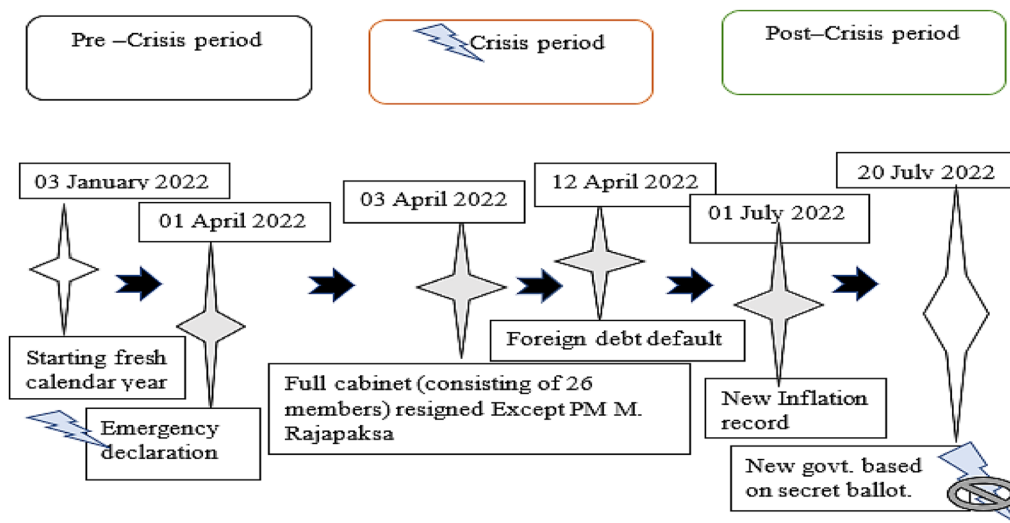 Pre –Crisis period
Crisis period
Post–Crisis period
03 January 2022
01 April 2022
03 April 2022
12 April 2022
01 July 2022
20 July 2022
Starting fresh
calendar year
Emergency
declaration
Full cabinet (consisting of 26
members) resigned Except PM M.
Rajapaksa
Foreign debt default
New Inflation
record
New govt. based
on secret ballot.